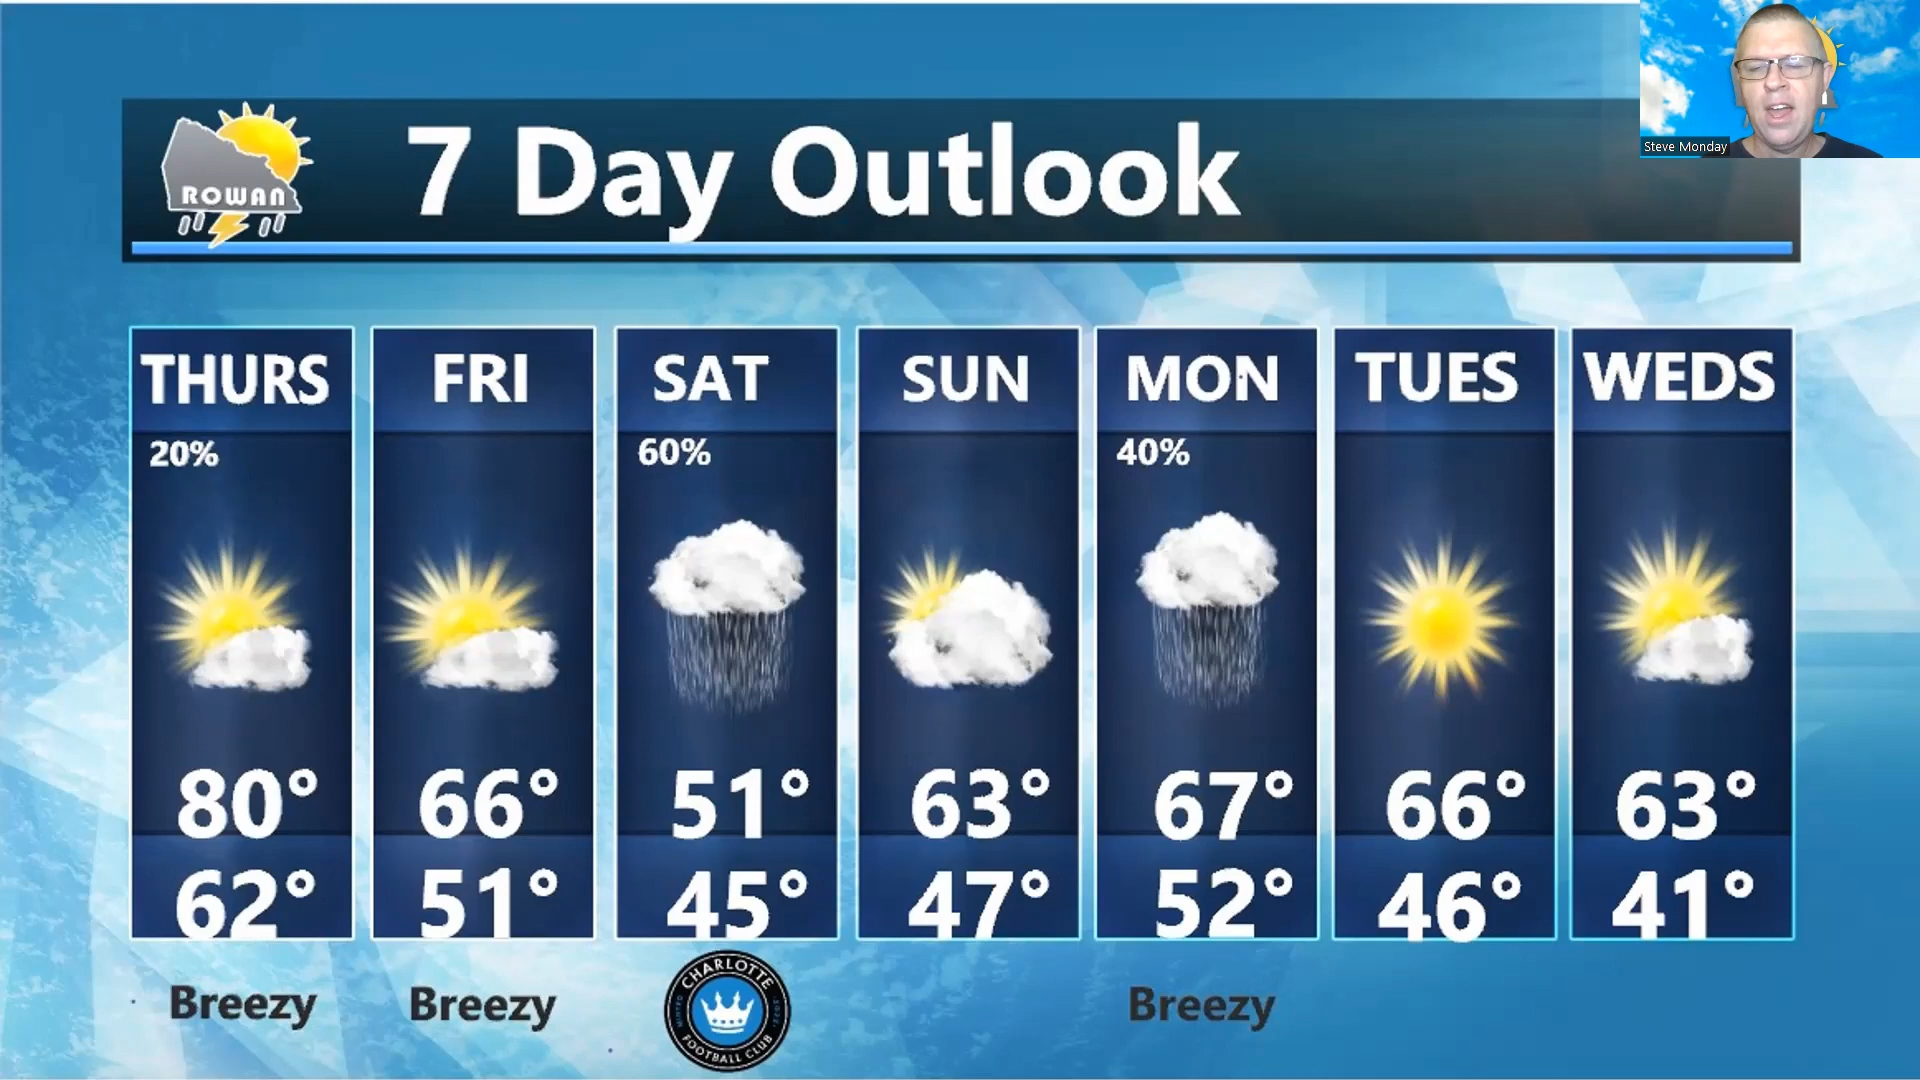 Steve Monday
ROWAN
7 Day Outlook
THURS FRI SAT SUN MON TUES WEDS
20% 60% 40%
80° 66° 51° 63° 67° 66° 63°
62° 51° 45° 47° 52° 46° 41°
Breezy Breezy Breezy
CHARLOTTE
FOOTBALL CLUB